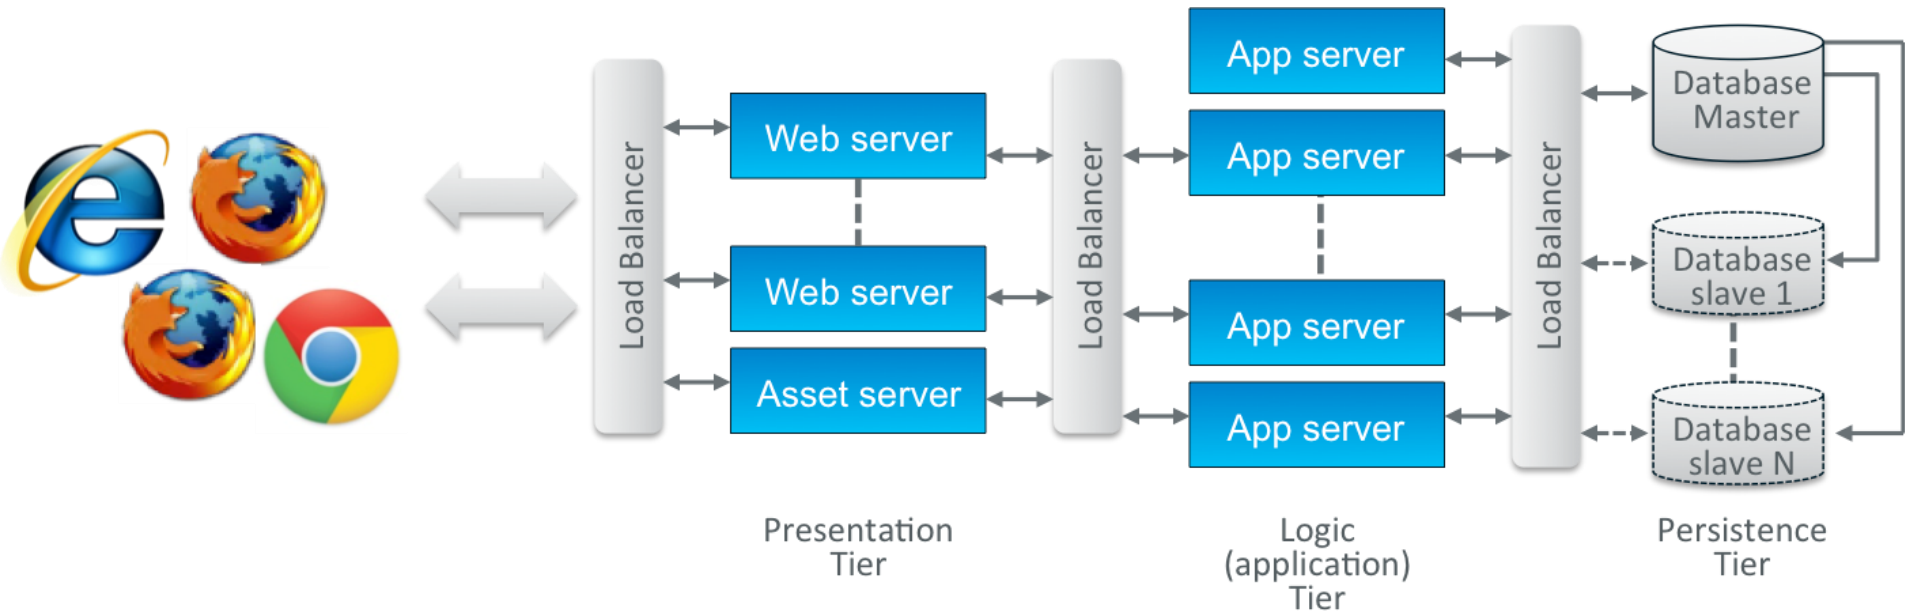 Load Balancer
Web server
Web server
Asset server
Load Balancer
App server
App server
App server
App server
Load Balancer
Database
Master
Database
slave 1
Database
slave N
Presentation
Tier
Logic
(application)
Tier
Persistence
Tier